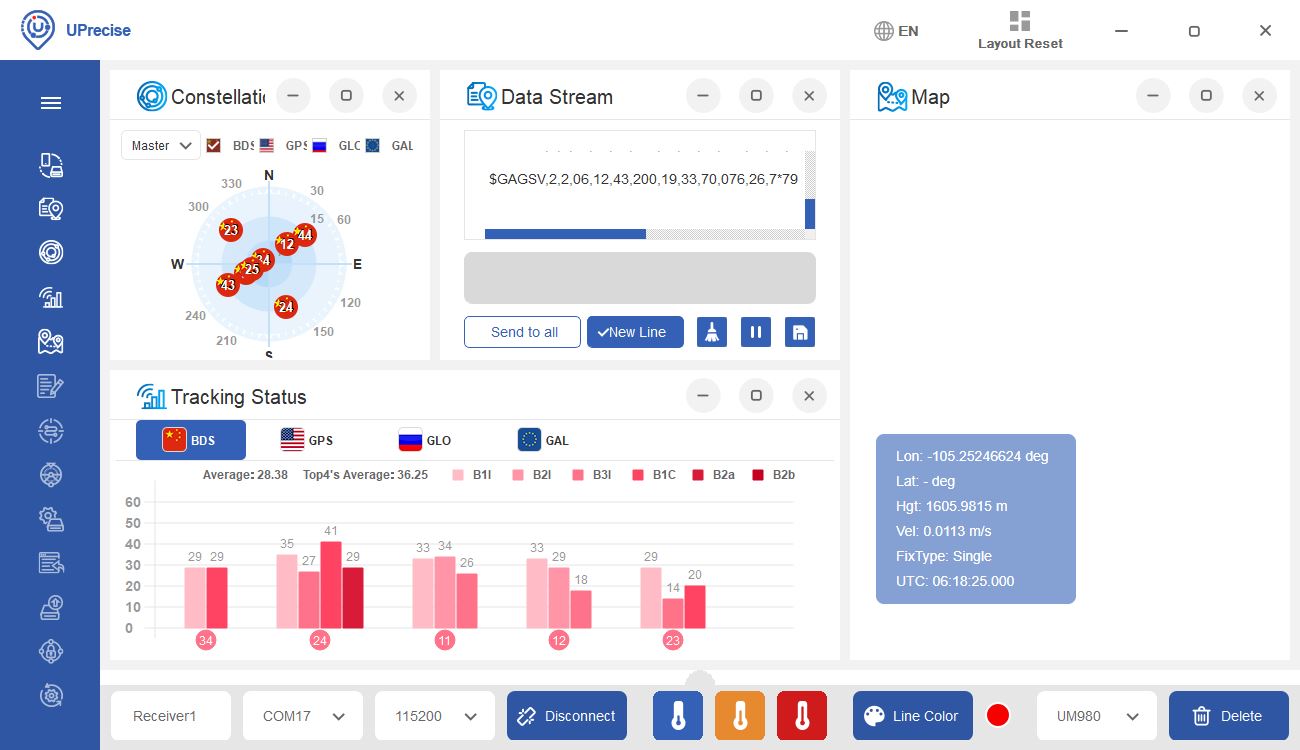 UPrecise
EN
Layout Reset
Constellatio
Data Stream
Map
Master
BDS
GPS
GLO
GAL
N
330
30
300
15
60
23
44
12
34
W
E
25
43
24
240
120
210
150
S
$GAGSV,2,2,06,12,43,200,19,33,70,076,26,7*79
Send to all
New Line
Tracking Status
BDS
GPS
GLO
GAL
Average: 28.38 Top4's Average: 36.25 B1I B2I B3I B1C B2a B2b
60
50
40
30
20
10
0
29 29
35 27 41 29
33 34 26
33 29 18
29 14 20
34 24 11 12 23
Lon: -105.25246624 deg
Lat: - deg
Hgt: 1605.9815 m
Vel: 0.0113 m/s
FixType: Single
UTC: 06:18:25.000
Receiver1
COM17
115200
Disconnect
Line Color
UM980
Delete